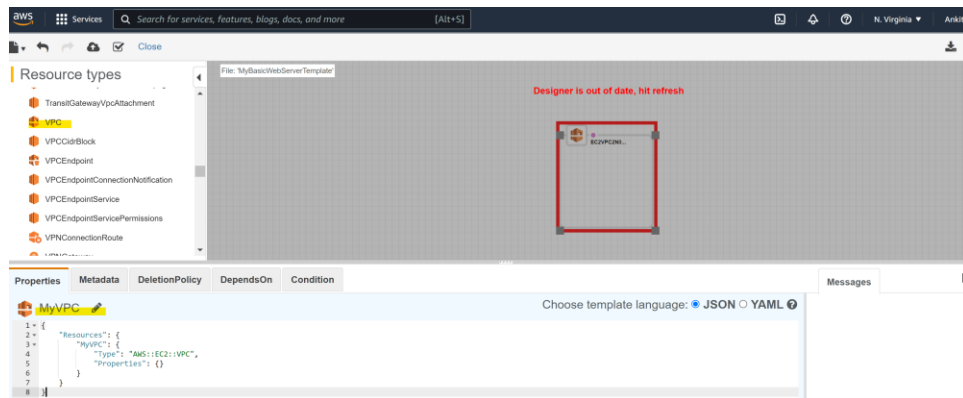 aws Services Search for services, features, blogs, docs, and more [Alt+S] N. Virginia ▼ Ankit
Close
Resource types
File: 'MyBasicWebServerTemplate'
Designer is out of date, hit refresh
TransitGatewayVpcAttachment
VPC
VPCCidrBlock
VPCEndpoint
VPCEndpointConnectionNotification
VPCEndpointService
VPCEndpointServicePermissions
VPNConnectionRoute
VPNGateway
EC2VPC2NI...
Properties Metadata DeletionPolicy DependsOn Condition
Messages
MyVPC
Choose template language: JSON YAML
1 {
2 "Resources": {
3 "MyVPC": {
4 "Type": "AWS::EC2::VPC",
5 "Properties": {}
6 }
7 }
8 }